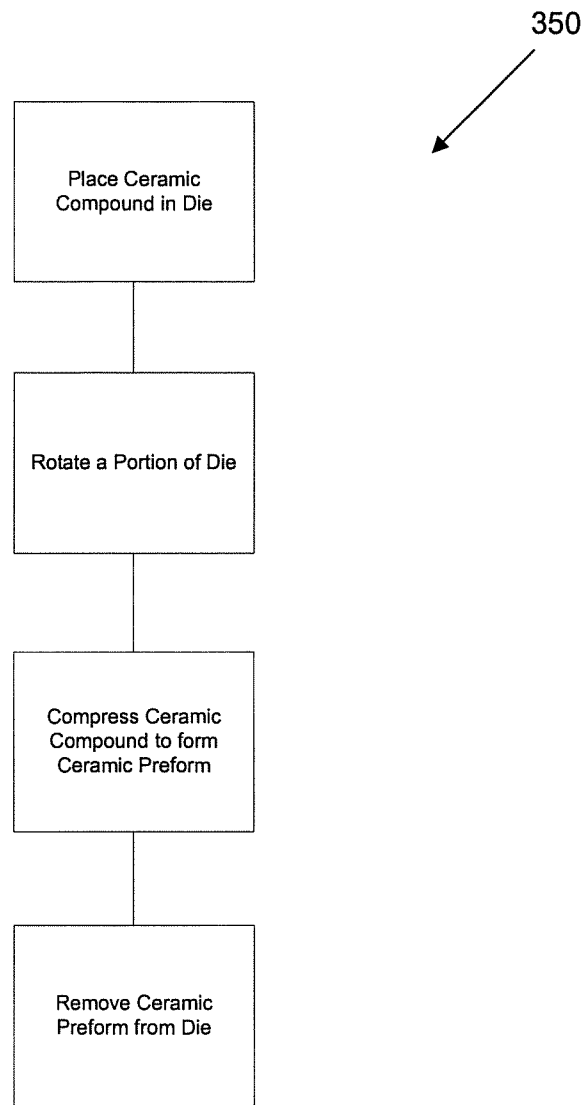 350
Place Ceramic
Compound in Die
Rotate a Portion of Die
Compress Ceramic
Compound to form
Ceramic Preform
Remove Ceramic
Preform from Die